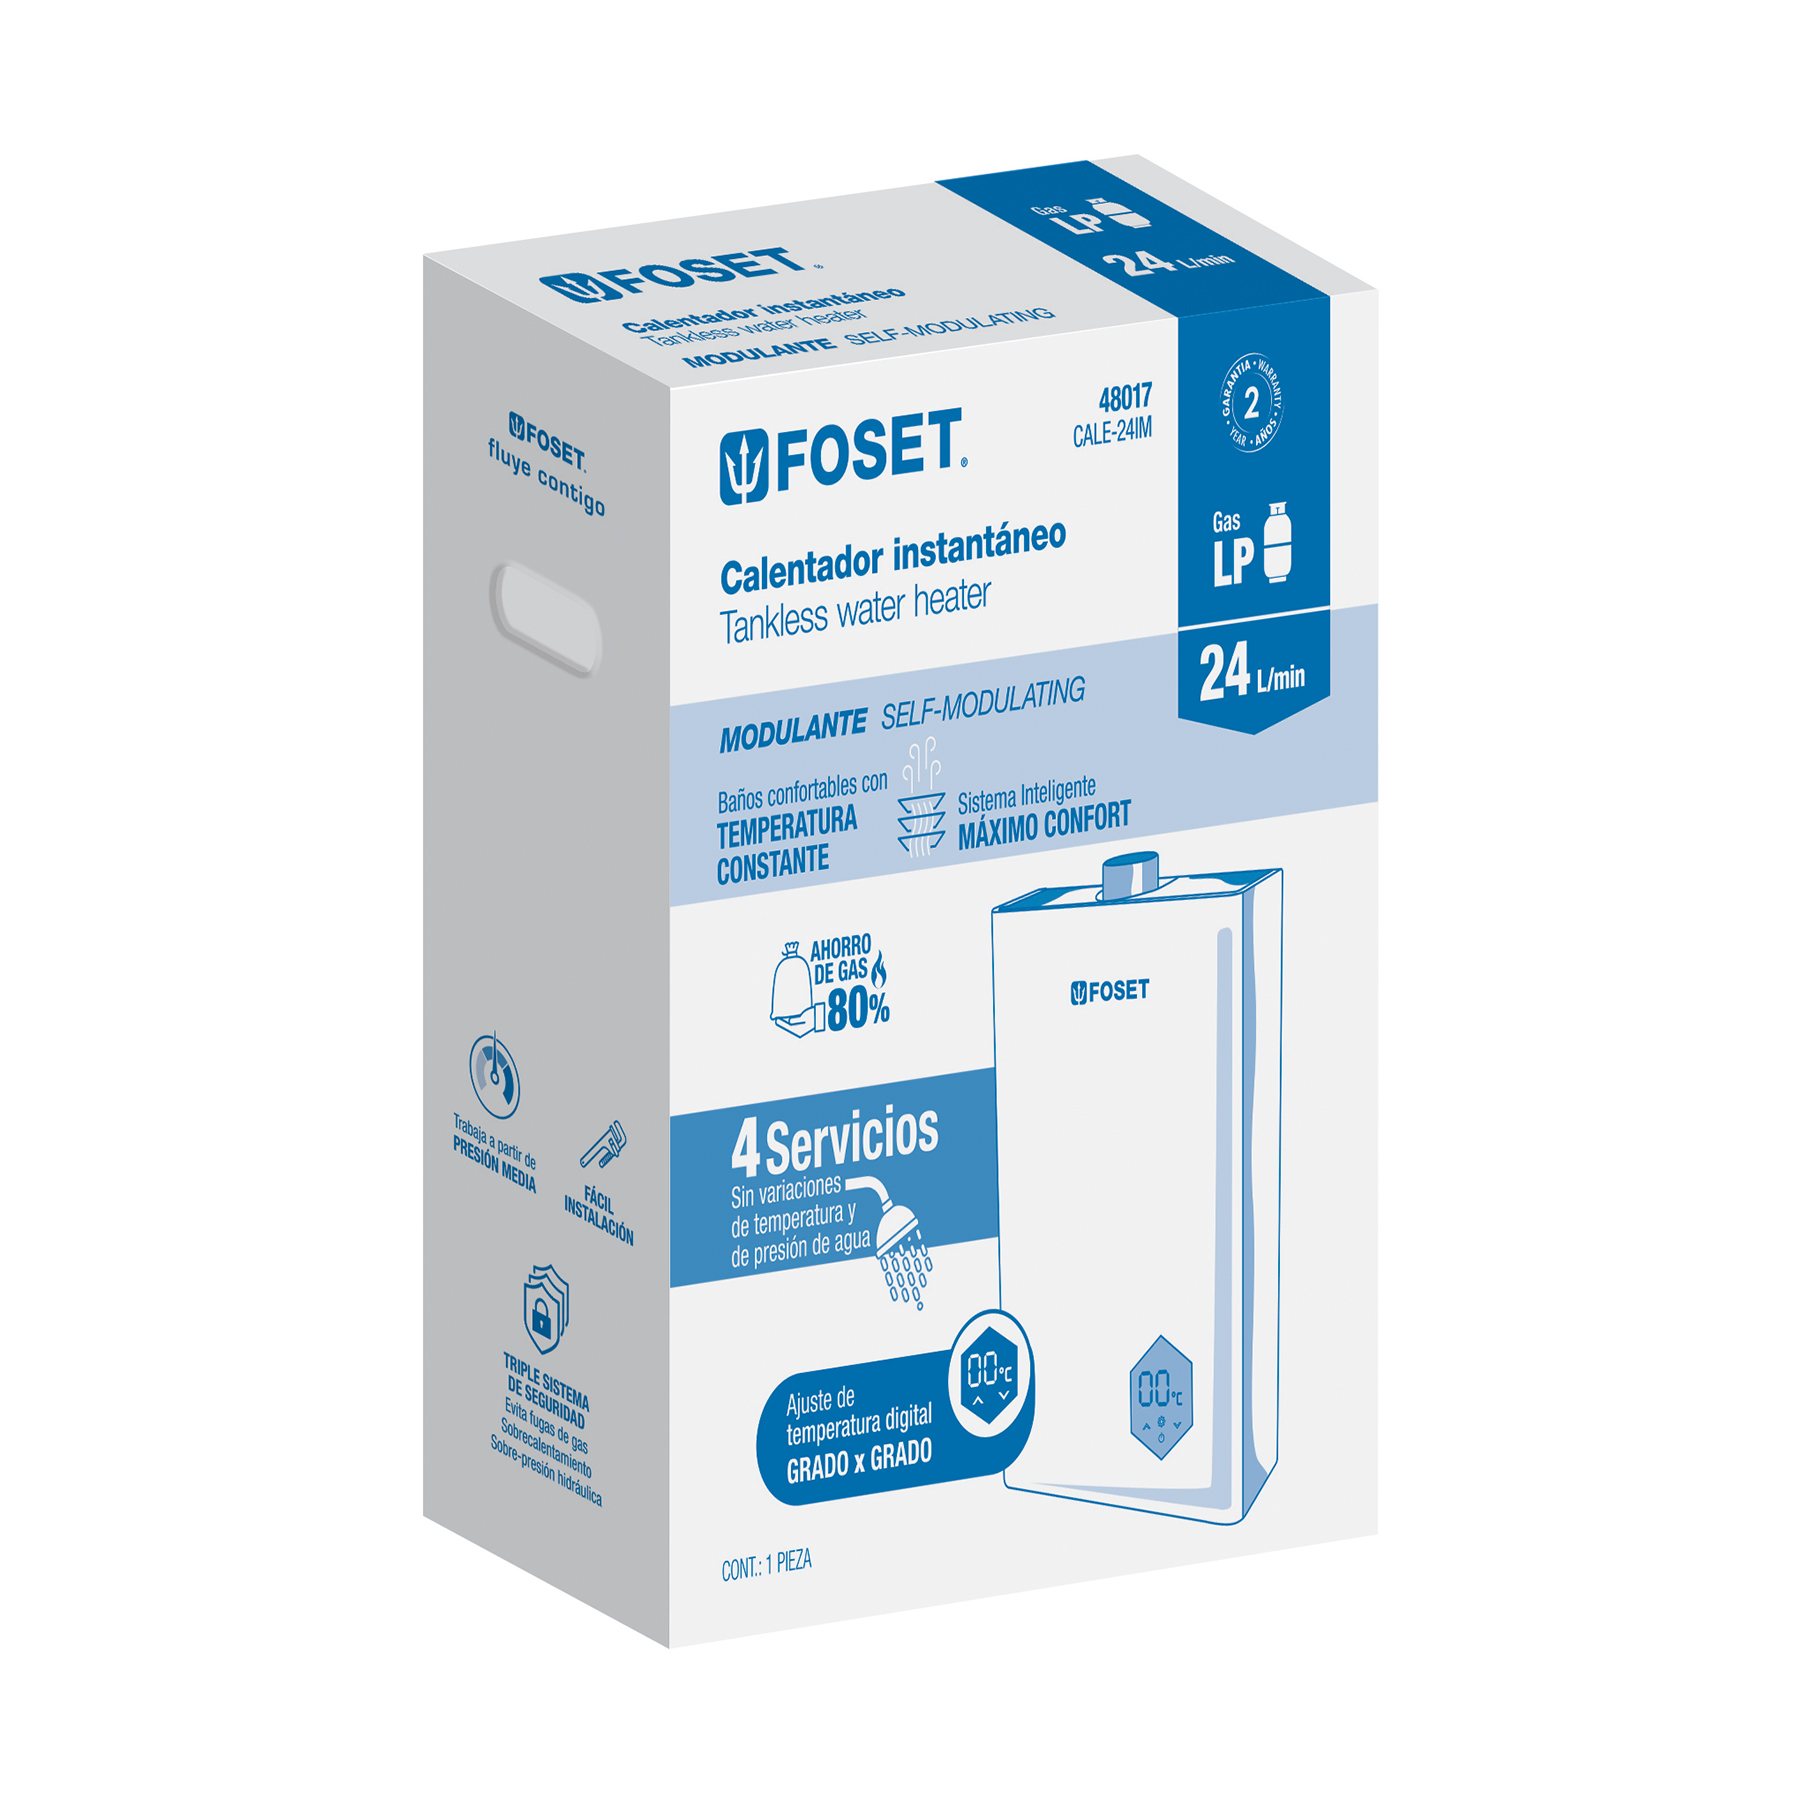 FOSET®
Calentador instantáneo
Tankless water heater
MODULANTE SELF-MODULATING
Gas
LP
24 L/min
FOSET®
fluye contigo
Trabaja a partir de
PRESIÓN MEDIA
FÁCIL
INSTALACIÓN
TRIPLE SISTEMA
DE SEGURIDAD
Evita fugas de gas
Sobrecalentamiento
Sobre-presión hidráulica
FOSET®
48017
CALE-24IM
GARANTIA • WARRANTY •
2
YEAR • AÑOS •
Calentador instantáneo
Tankless water heater
Gas
LP
24 L/min
MODULANTE SELF-MODULATING
Baños confortables con
TEMPERATURA
CONSTANTE
Sistema Inteligente
MÁXIMO CONFORT
AHORRO
DE GAS
80%
FOSET
4 Servicios
Sin variaciones
de temperatura y
de presión de agua
Ajuste de
temperatura digital
GRADO x GRADO
00°C
00°C
CONT.: 1 PIEZA